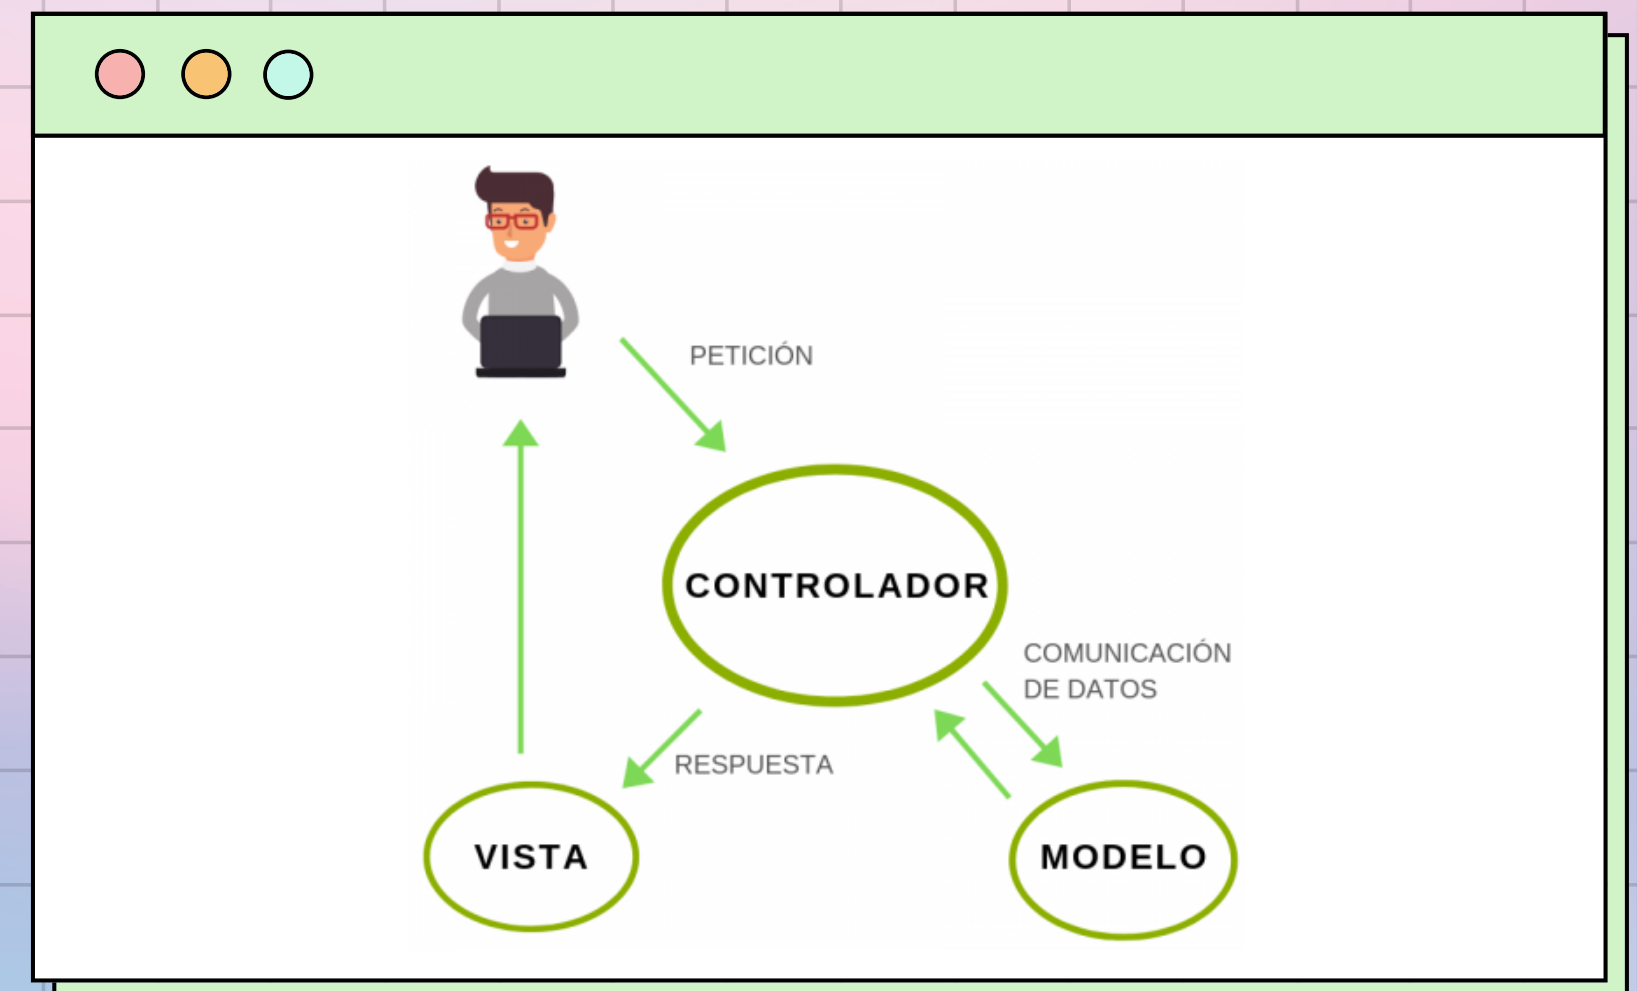 PETICIÓN
CONTROLADOR
COMUNICACIÓN
DE DATOS
RESPUESTA
VISTA
MODELO